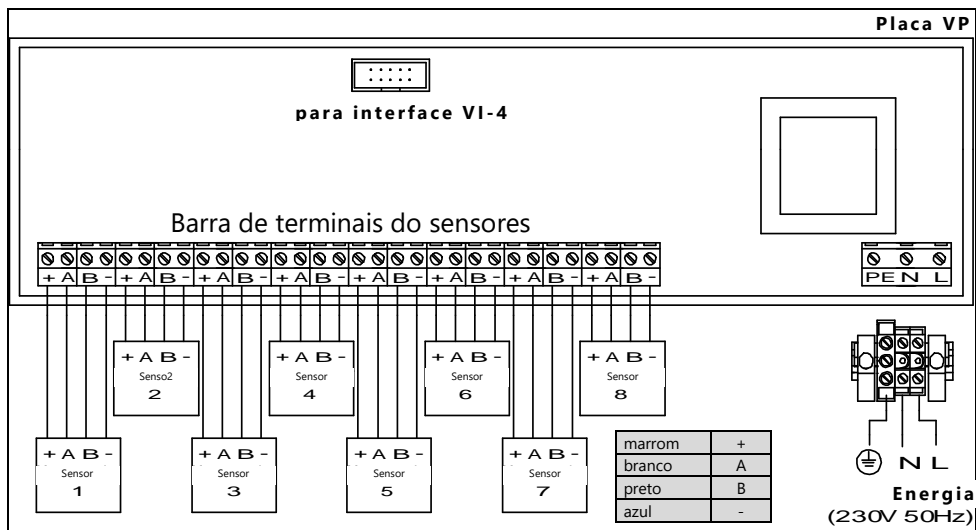 Placa VP
para interface VI-4
Barra de terminais do sensores
+ A B - + A B - + A B - + A B - + A B - + A B - + A B - + A B -
PE N L
+ A B -
Senso2
2
+ A B -
Sensor
4
+ A B -
Sensor
6
+ A B -
Sensor
8
+ A B -
Sensor
1
+ A B -
Sensor
3
+ A B -
Sensor
5
+ A B -
Sensor
7
marrom +
branco A
preto B
azul -
N L
Energia
(230V 50Hz)